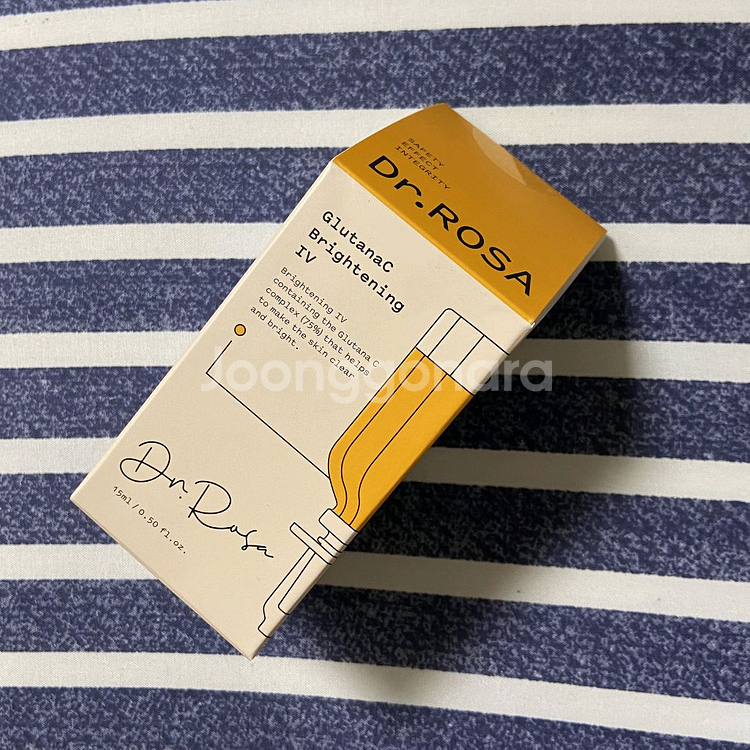 SAFETY
EFFECT
INTEGRITY
Dr.ROSA
GlutanaC
Brightening
IV
Brightening IV
containing the Glutana C
complex (75%) that helps
to make the skin clear
and bright.
Joonggonara
Dr. Rosa
15ml / 0.50 fl.oz.